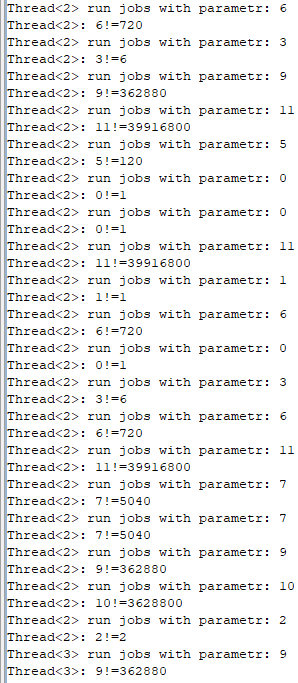 Thread<2> run jobs with parametr: 6
Thread<2>: 6!=720
Thread<2> run jobs with parametr: 3
Thread<2>: 3!=6
Thread<2> run jobs with parametr: 9
Thread<2>: 9!=362880
Thread<2> run jobs with parametr: 11
Thread<2>: 11!=39916800
Thread<2> run jobs with parametr: 5
Thread<2>: 5!=120
Thread<2> run jobs with parametr: 0
Thread<2>: 0!=1
Thread<2> run jobs with parametr: 0
Thread<2>: 0!=1
Thread<2> run jobs with parametr: 11
Thread<2>: 11!=39916800
Thread<2> run jobs with parametr: 1
Thread<2>: 1!=1
Thread<2> run jobs with parametr: 6
Thread<2>: 6!=720
Thread<2> run jobs with parametr: 0
Thread<2>: 0!=1
Thread<2> run jobs with parametr: 3
Thread<2>: 3!=6
Thread<2> run jobs with parametr: 6
Thread<2>: 6!=720
Thread<2> run jobs with parametr: 11
Thread<2>: 11!=39916800
Thread<2> run jobs with parametr: 7
Thread<2>: 7!=5040
Thread<2> run jobs with parametr: 7
Thread<2>: 7!=5040
Thread<2> run jobs with parametr: 9
Thread<2>: 9!=362880
Thread<2> run jobs with parametr: 10
Thread<2>: 10!=3628800
Thread<2> run jobs with parametr: 2
Thread<2>: 2!=2
Thread<3> run jobs with parametr: 9
Thread<3>: 9!=362880